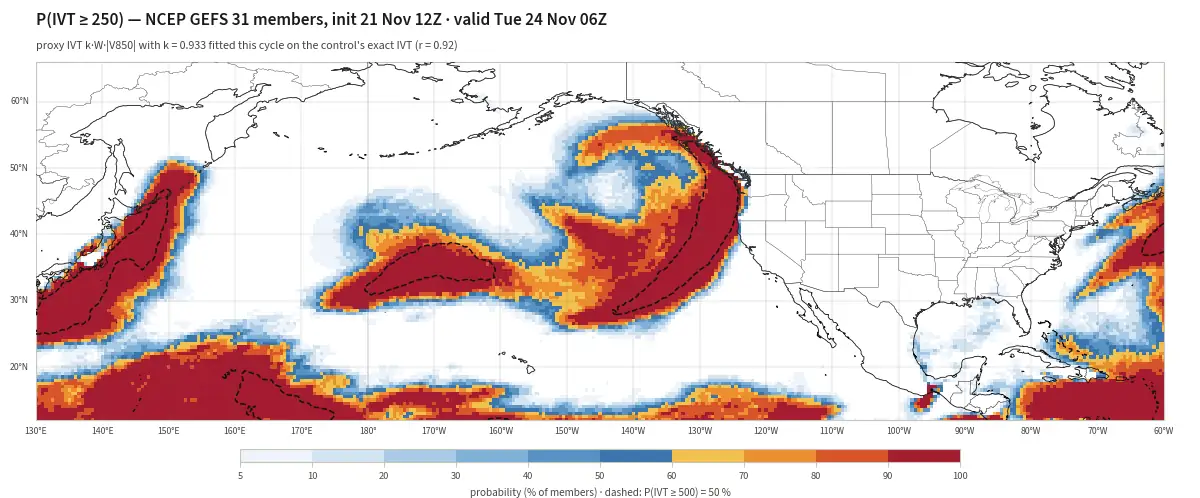 P(IVT ≥ 250) — NCEP GEFS 31 members, init 21 Nov 12Z · valid Tue 24 Nov 06Z
proxy IVT k·W·|V850| with k = 0.933 fitted this cycle on the control's exact IVT (r = 0.92)
60°N
50°N
40°N
30°N
20°N
130°E 140°E 150°E 160°E 170°E 180° 170°W 160°W 150°W 140°W 130°W 120°W 110°W 100°W 90°W 80°W 70°W 60°W
5 10 20 30 40 50 60 70 80 90 100
probability (% of members) · dashed: P(IVT ≥ 500) = 50 %